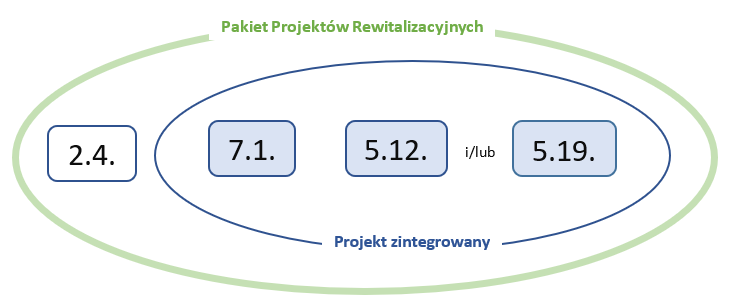 Pakiet Projektów Rewitalizacyjnych
2.4.
7.1.
5.12.
i/lub
5.19.
Projekt zintegrowany